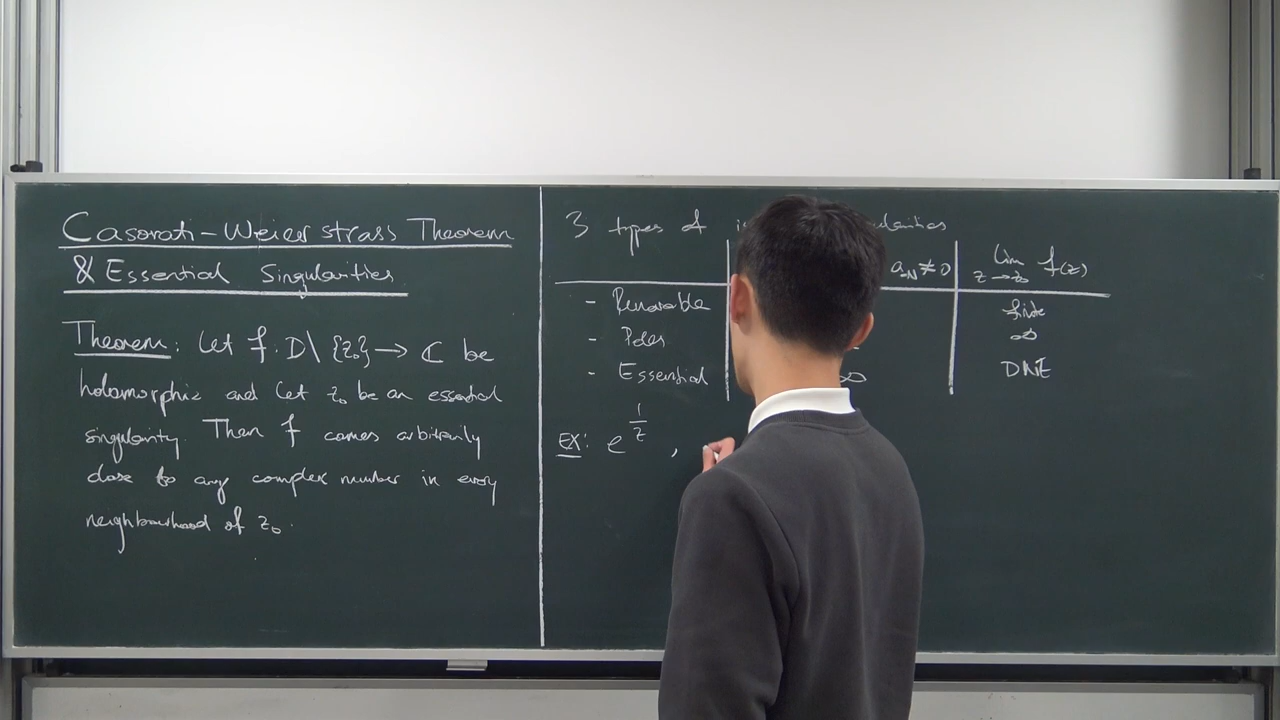 Casorati-Weierstrass Theorem
& Essential Singularities
Theorem: Let f: D\{z₀} → ℂ be
holomorphic and let z₀ be an essential
singularity. Then f comes arbitrarily
close to any complex number in every
neighbourhood of z₀.
3 types of
a₋N ≠ 0 lim z→z₀ f(z)
- Removable finite
- Poles ∞
- Essential ∞ DNE
EX: e^(1/z) ,